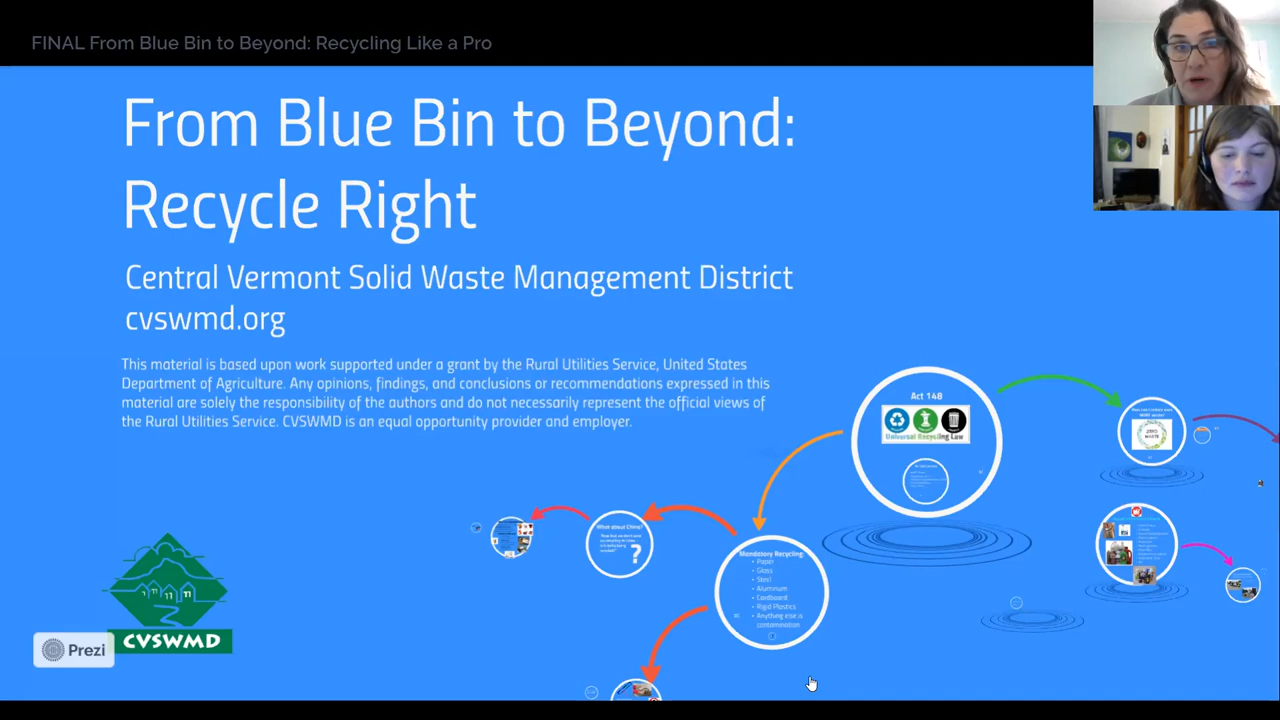 FINAL From Blue Bin to Beyond: Recycling Like a Pro
From Blue Bin to Beyond:
Recycle Right
Central Vermont Solid Waste Management District
cvswmd.org
This material is based upon work supported under a grant by the Rural Utilities Service, United States
Department of Agriculture. Any opinions, findings, and conclusions or recommendations expressed in this
material are solely the responsibility of the authors and do not necessarily represent the official views of
the Rural Utilities Service. CVSWMD is an equal opportunity provider and employer.
Act 148
Universal Recycling Law
ZERO
WASTE
What about China?
Mandatory Recycling:
• Paper
• Glass
• Steel
• Aluminum
• Cardboard
• Rigid Plastics
• Anything else is
contamination
CVSWMD
Prezi